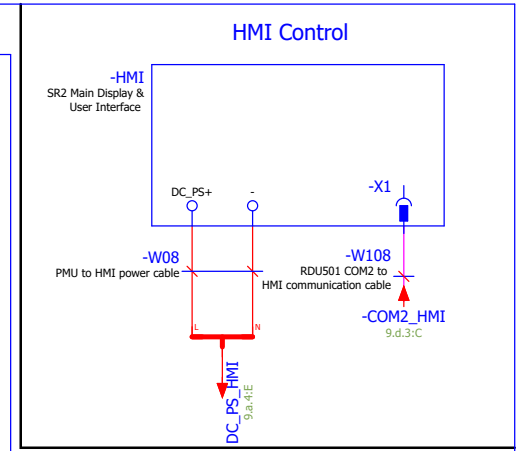 HMI Control
-HMI
SR2 Main Display &
User Interface
DC_PS+
-
-X1
-W08
PMU to HMI power cable
-W108
RDU501 COM2 to
HMI communication cable
-COM2_HMI
9.d.3:C
L
N
DC_PS_HMI
9.a.4:E